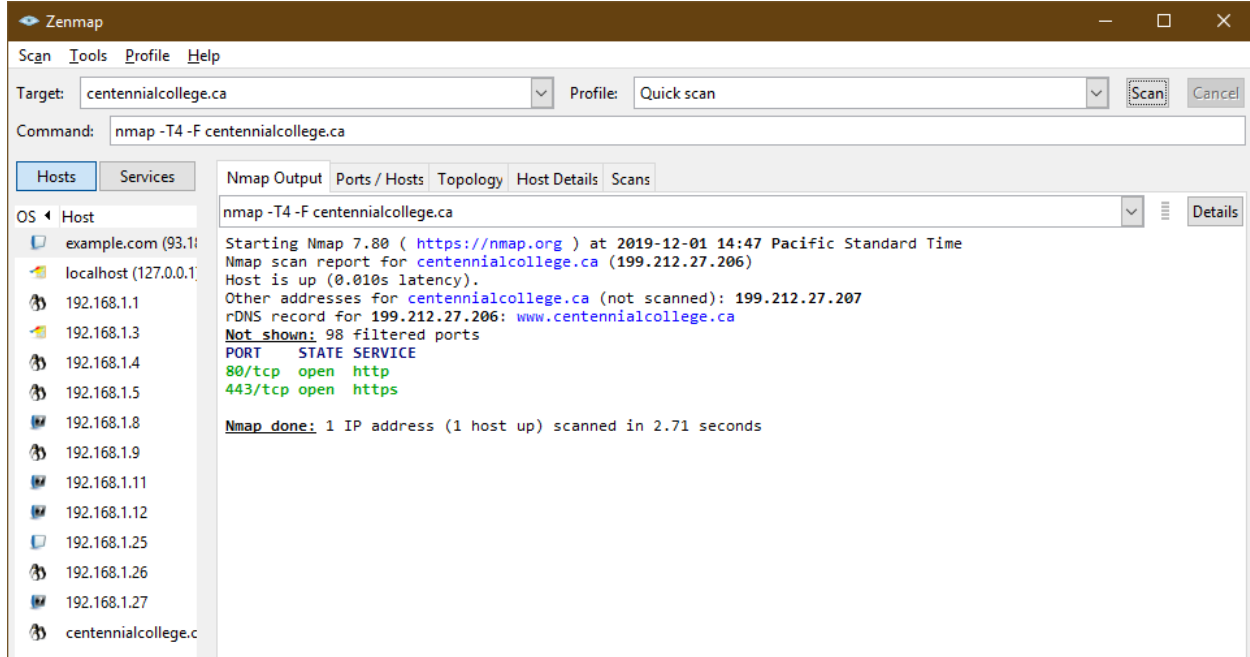 Zenmap
Scan Tools Profile Help
Target: centennialcollege.ca Profile: Quick scan Scan Cancel
Command: nmap -T4 -F centennialcollege.ca
Hosts Services
Nmap Output Ports / Hosts Topology Host Details Scans
OS Host
nmap -T4 -F centennialcollege.ca Details
example.com (93.18
localhost (127.0.0.1)
192.168.1.1
192.168.1.3
192.168.1.4
192.168.1.5
192.168.1.8
192.168.1.9
192.168.1.11
192.168.1.12
192.168.1.25
192.168.1.26
192.168.1.27
centennialcollege.c
Starting Nmap 7.80 ( https://nmap.org ) at 2019-12-01 14:47 Pacific Standard Time
Nmap scan report for centennialcollege.ca (199.212.27.206)
Host is up (0.010s latency).
Other addresses for centennialcollege.ca (not scanned): 199.212.27.207
rDNS record for 199.212.27.206: www.centennialcollege.ca
Not shown: 98 filtered ports
PORT STATE SERVICE
80/tcp open http
443/tcp open https
Nmap done: 1 IP address (1 host up) scanned in 2.71 seconds